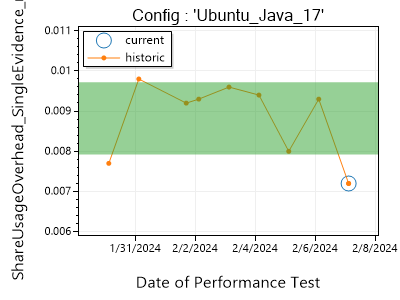 Config : 'Ubuntu_Java_17'
ShareUsageOverhead_SingleEvidence_
0.011
0.01
0.009
0.008
0.007
0.006
current
historic
1/31/2024
2/2/2024
2/4/2024
2/6/2024
2/8/2024
Date of Performance Test